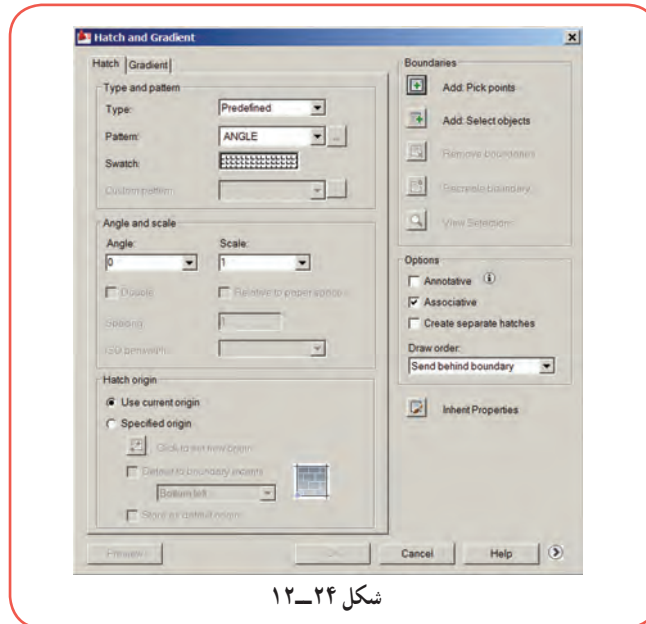 Hatch and Gradient
Hatch Gradient
Type and pattern
Type: Predefined
Pattern: ANGLE ...
Swatch:
Custom pattern:
Angle and scale
Angle: Scale:
0 1
Double Relative to paper space
Spacing: 1
ISO pen width:
Hatch origin
Use current origin
Specified origin
Click to set new origin
Default to boundary extents
Bottom left
Store as default origin
Preview OK Cancel Help
Boundaries
Add: Pick points
Add: Select objects
Remove boundaries
Recreate boundary
View Selections
Options
Annotative
Associative
Create separate hatches
Draw order:
Send behind boundary
Inherit Properties
شکل ۲۴ــ۱۲